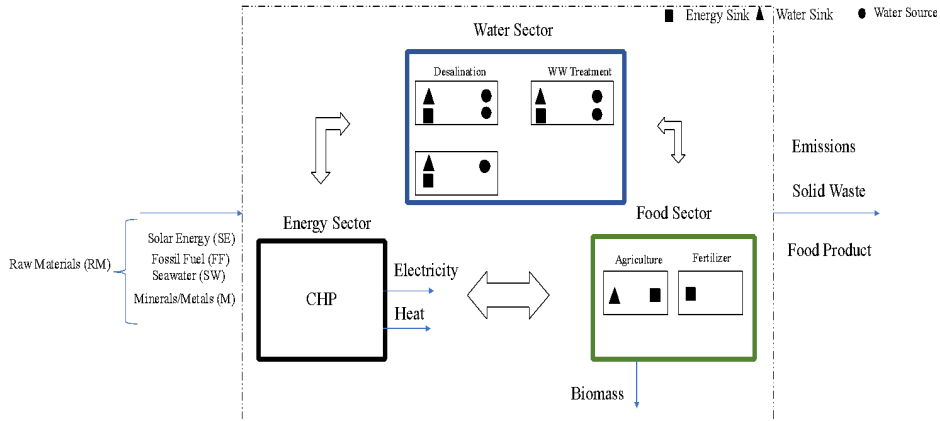 Energy Sink Water Sink Water Source
Water Sector
Desalination WW Treatment
Emissions
Solid Waste
Food Product
Energy Sector
Food Sector
Raw Materials (RM)
Solar Energy (SE)
Fossil Fuel (FF)
Seawater (SW)
Minerals/Metals (M)
CHP
Electricity
Heat
Agriculture Fertilizer
Biomass